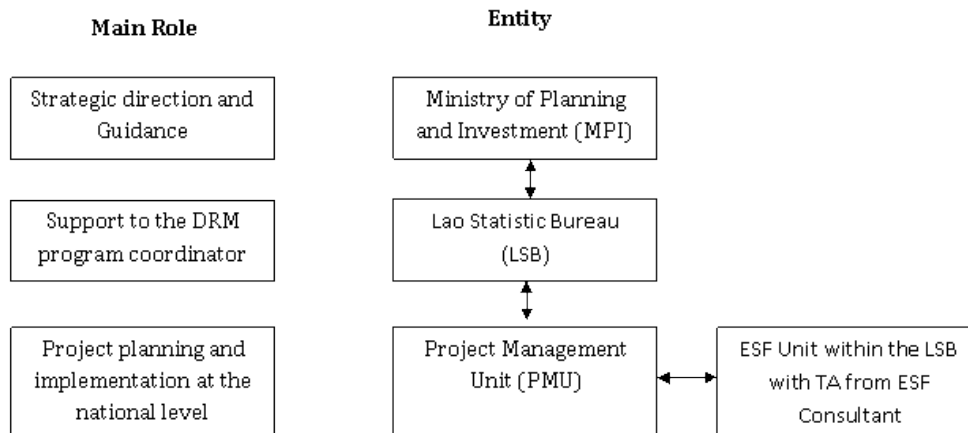 Main Role
Entity
Strategic direction and
Guidance
Ministry of Planning
and Investment (MPI)
Support to the DRM
program coordinator
Lao Statistic Bureau
(LSB)
Project planning and
implementation at the
national level
Project Management
Unit (PMU)
ESF Unit within the LSB
with TA from ESF
Consultant